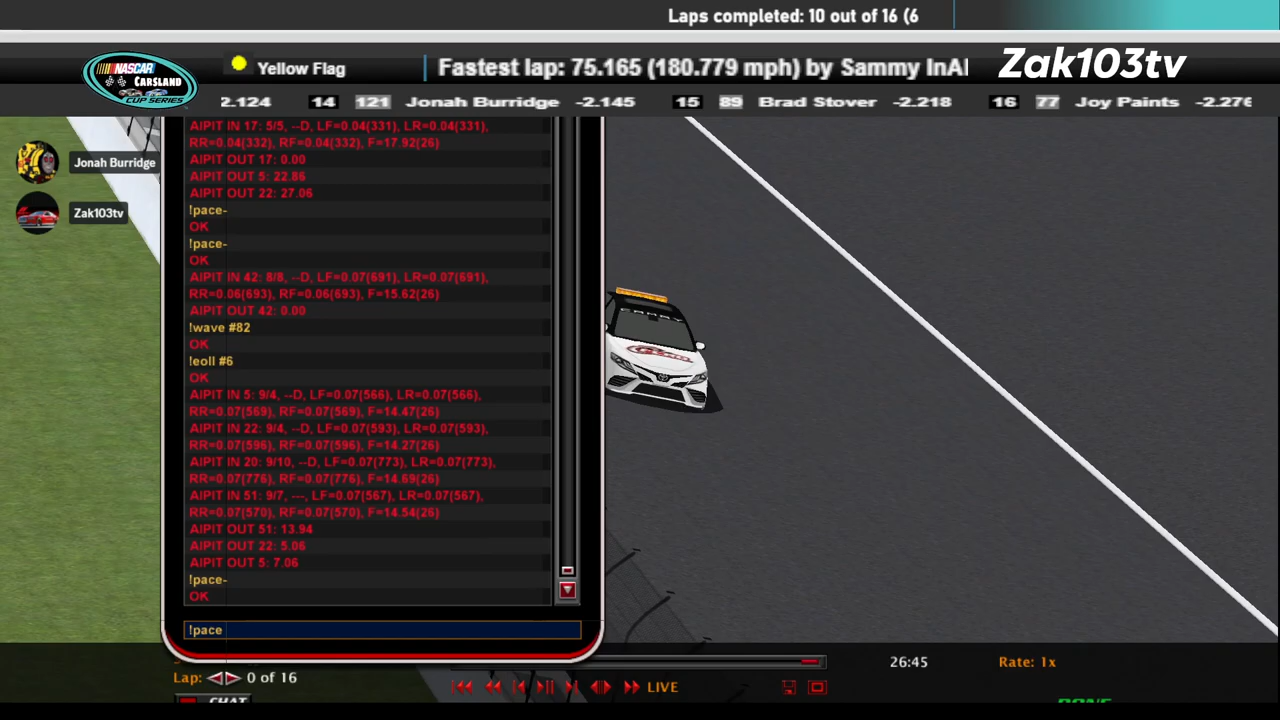 Laps completed: 10 out of 16 (6
NASCAR
CARSLAND
CUP SERIES
Yellow Flag
Fastest lap: 75.165 (180.779 mph) by Sammy InAl
Zak103tv
2.124 14 121 Jonah Burridge -2.145 15 89 Brad Stover -2.218 16 77 Joy Paints -2.276
Jonah Burridge
Zak103tv
AIPIT IN 17: 5/5, --D, LF=0.04(331), LR=0.04(331),
RR=0.04(332), RF=0.04(332), F=17.92(26)
AIPIT OUT 17: 0.00
AIPIT OUT 5: 22.86
AIPIT OUT 22: 27.06
!pace-
OK
!pace-
OK
AIPIT IN 42: 8/8, --D, LF=0.07(691), LR=0.07(691),
RR=0.06(693), RF=0.06(693), F=15.62(26)
AIPIT OUT 42: 0.00
!wave #82
OK
!eoll #6
OK
AIPIT IN 5: 9/4, --D, LF=0.07(566), LR=0.07(566),
RR=0.07(569), RF=0.07(569), F=14.47(26)
AIPIT IN 22: 9/4, --D, LF=0.07(593), LR=0.07(593),
RR=0.07(596), RF=0.07(596), F=14.27(26)
AIPIT IN 20: 9/10, --D, LF=0.07(773), LR=0.07(773),
RR=0.07(776), RF=0.07(776), F=14.69(26)
AIPIT IN 51: 9/7, ---, LF=0.07(567), LR=0.07(567),
RR=0.07(570), RF=0.07(570), F=14.54(26)
AIPIT OUT 51: 13.94
AIPIT OUT 22: 5.06
AIPIT OUT 5: 7.06
!pace-
OK
!pace
CAMRY
26:45
Rate: 1x
Lap: 0 of 16
LIVE
CHAT